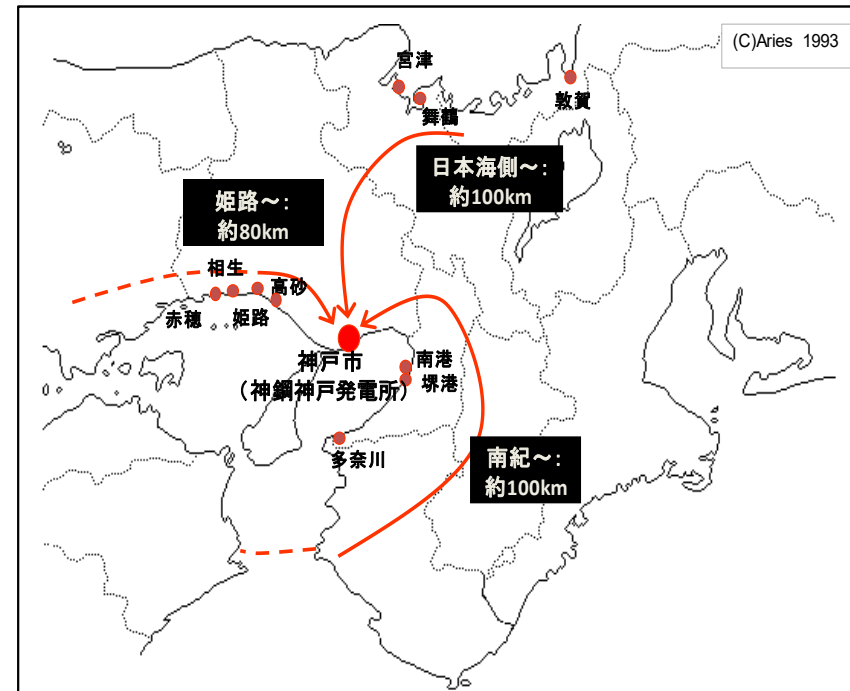 (C)Aries 1993
宮津
舞鶴
敦賀
日本海側～：
約100km
姫路～：
約80km
相生
高砂
赤穂
姫路
神戸市
（神鋼神戸発電所）
南港
堺港
多奈川
南紀～：
約100km